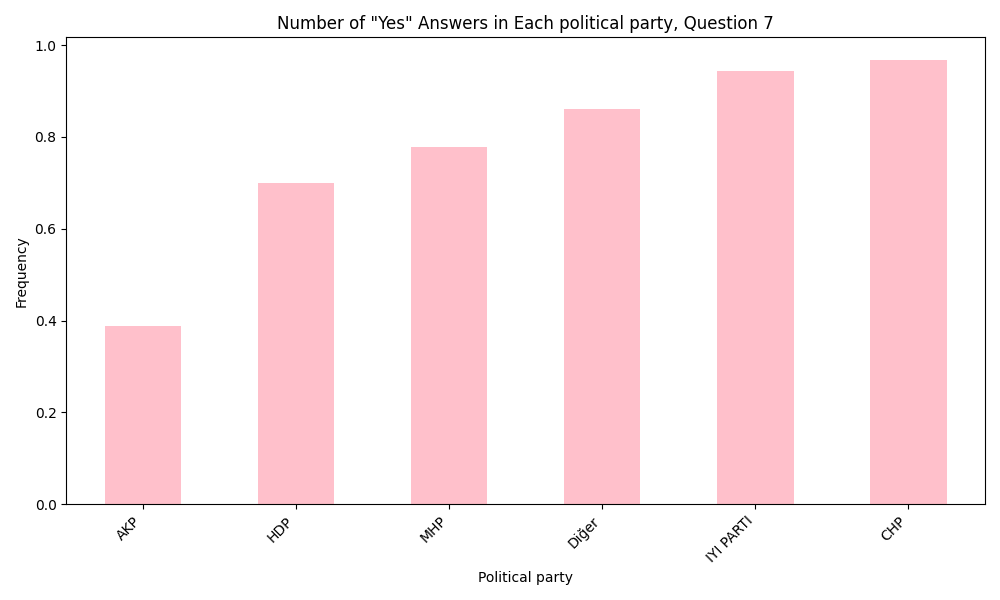 Number of "Yes" Answers in Each political party, Question 7
Frequency
1.0
0.8
0.6
0.4
0.2
0.0
AKP
HDP
MHP
Diğer
IYI PARTI
CHP
Political party